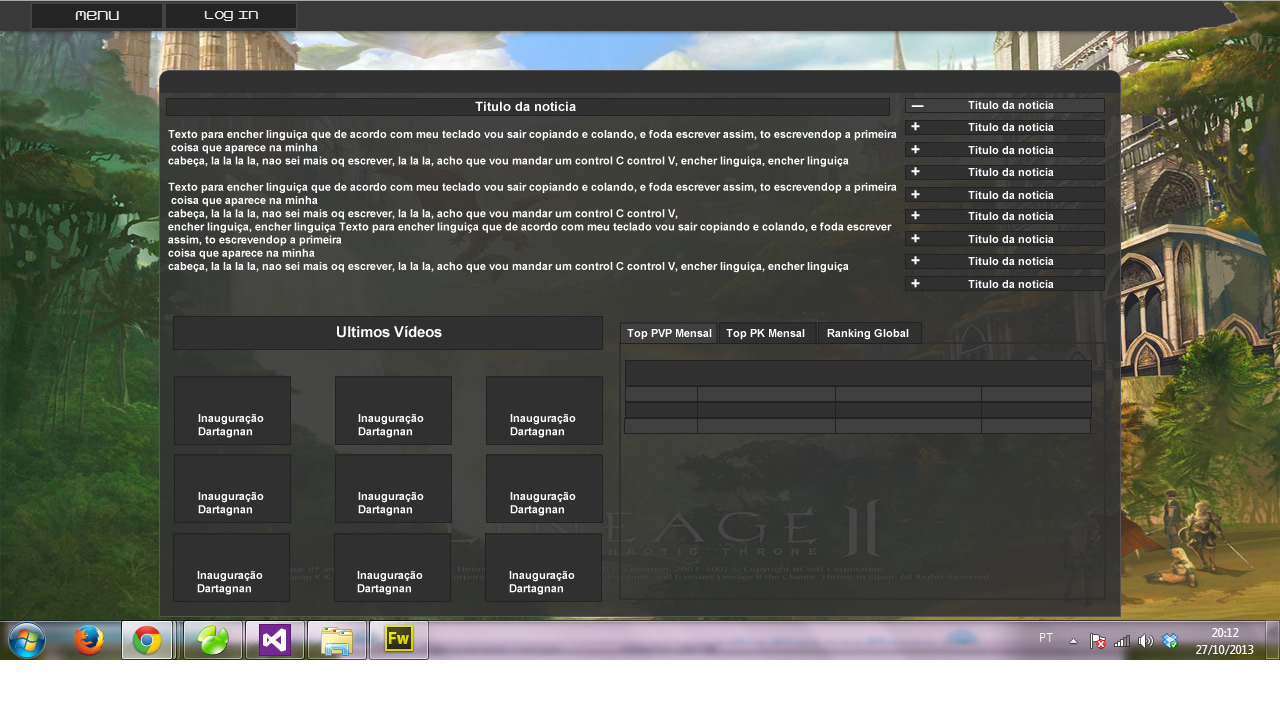 menu
Log In
Titulo da noticia
Texto para encher linguiça que de acordo com meu teclado vou sair copiando e colando, e foda escrever assim, to escrevendop a primeira
coisa que aparece na minha
cabeça, la la la la, nao sei mais oq escrever, la la la, acho que vou mandar um control C control V, encher linguiça, encher linguiça
Texto para encher linguiça que de acordo com meu teclado vou sair copiando e colando, e foda escrever assim, to escrevendop a primeira
coisa que aparece na minha
cabeça, la la la la, nao sei mais oq escrever, la la la, acho que vou mandar um control C control V,
encher linguiça, encher linguiça Texto para encher linguiça que de acordo com meu teclado vou sair copiando e colando, e foda escrever
assim, to escrevendop a primeira
coisa que aparece na minha
cabeça, la la la la, nao sei mais oq escrever, la la la, acho que vou mandar um control C control V, encher linguiça, encher linguiça
Titulo da noticia
Titulo da noticia
Titulo da noticia
Titulo da noticia
Titulo da noticia
Titulo da noticia
Titulo da noticia
Titulo da noticia
Titulo da noticia
Ultimos Vídeos
Inauguração
Dartagnan
Inauguração
Dartagnan
Inauguração
Dartagnan
Inauguração
Dartagnan
Inauguração
Dartagnan
Inauguração
Dartagnan
Inauguração
Dartagnan
Inauguração
Dartagnan
Inauguração
Dartagnan
Top PVP Mensal
Top PK Mensal
Ranking Global
LINEAGE II
THRONE
Fw
PT
20:12
27/10/2013